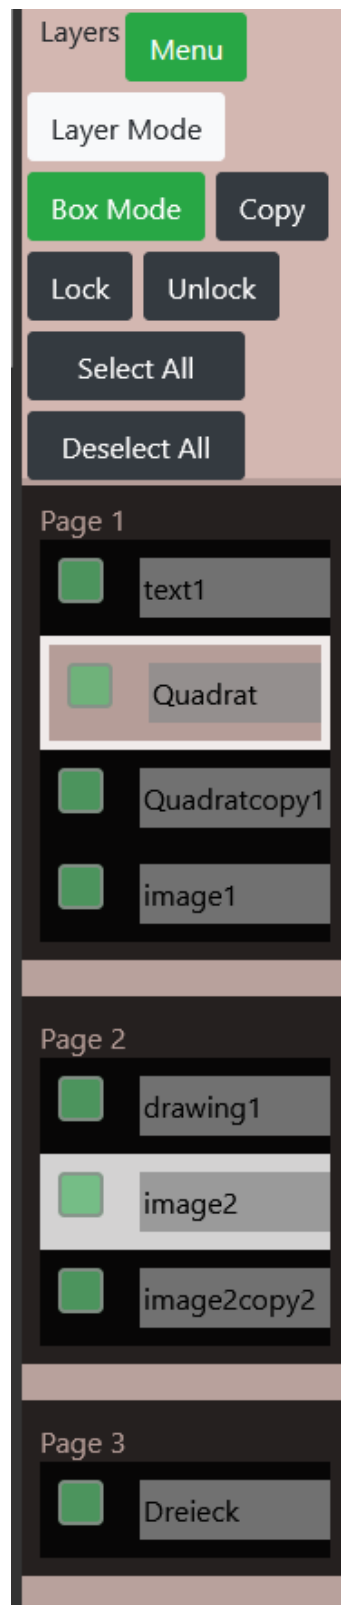 Layers Menu
Layer Mode
Box Mode Copy
Lock Unlock
Select All
Deselect All
Page 1
text1
Quadrat
Quadratcopy1
image1
Page 2
drawing1
image2
image2copy2
Page 3
Dreieck